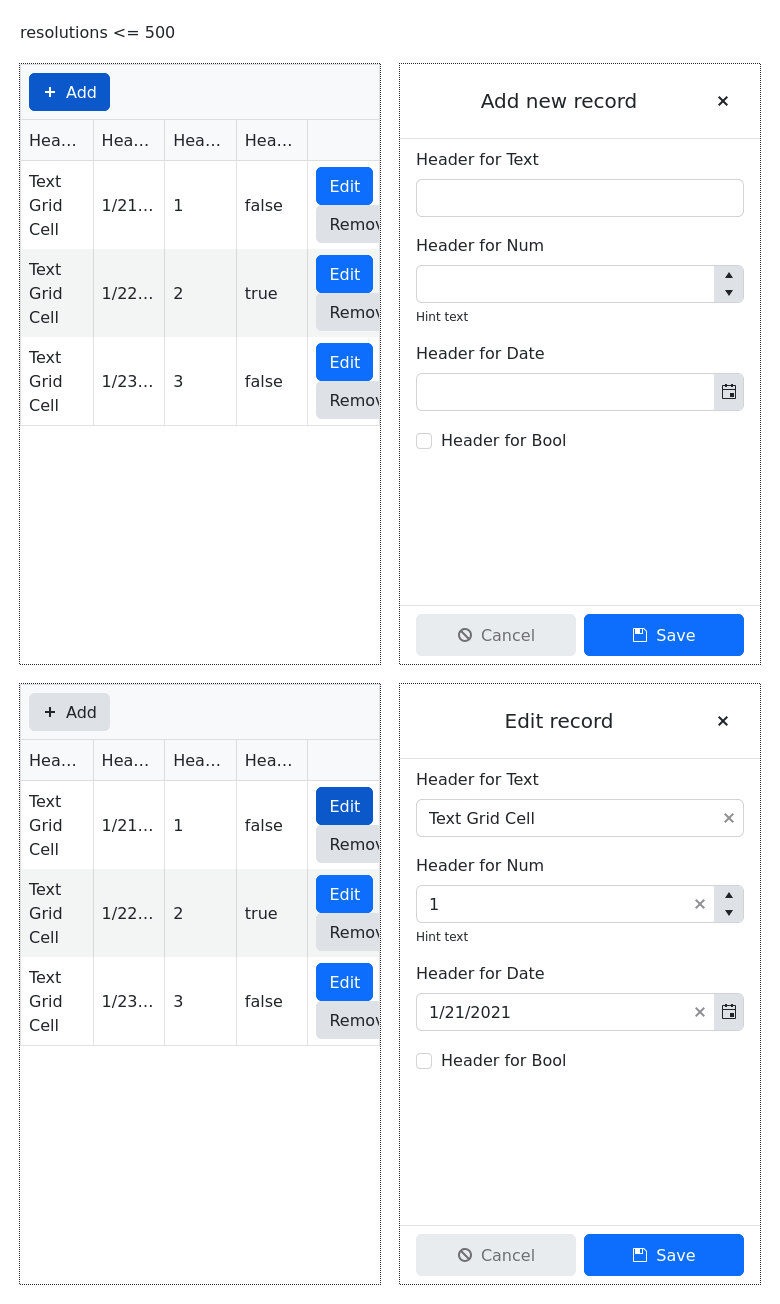 resolutions <= 500
Add
Hea... Hea... Hea... Hea...
Text Grid Cell 1/21... 1 false Edit
Remov
Text Grid Cell 1/22... 2 true Edit
Remov
Text Grid Cell 1/23... 3 false Edit
Remov
Add new record
Header for Text
Header for Num
Hint text
Header for Date
Header for Bool
Cancel Save
Add
Hea... Hea... Hea... Hea...
Text Grid Cell 1/21... 1 false Edit
Remov
Text Grid Cell 1/22... 2 true Edit
Remov
Text Grid Cell 1/23... 3 false Edit
Remov
Edit record
Header for Text
Text Grid Cell
Header for Num
1
Hint text
Header for Date
1/21/2021
Header for Bool
Cancel Save